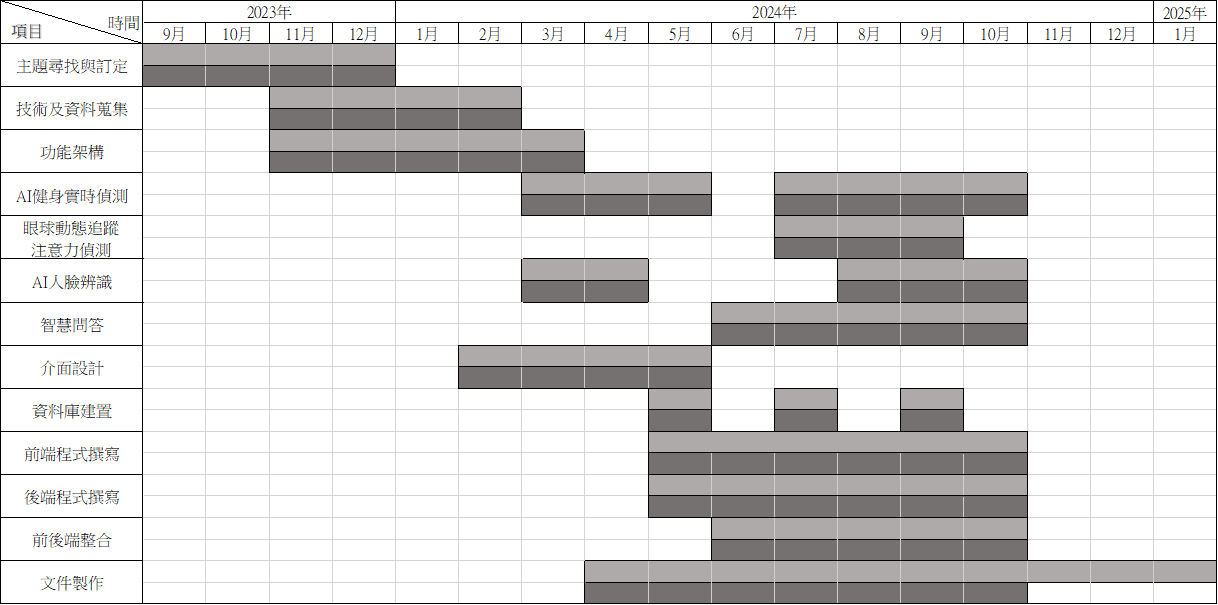 2023年 2024年 2025年
時間
項目
9月 10月 11月 12月 1月 2月 3月 4月 5月 6月 7月 8月 9月 10月 11月 12月 1月
主題尋找與訂定
技術及資料蒐集
功能架構
AI健身實時偵測
眼球動態追蹤
注意力偵測
AI人臉辨識
智慧問答
介面設計
資料庫建置
前端程式撰寫
後端程式撰寫
前後端整合
文件製作